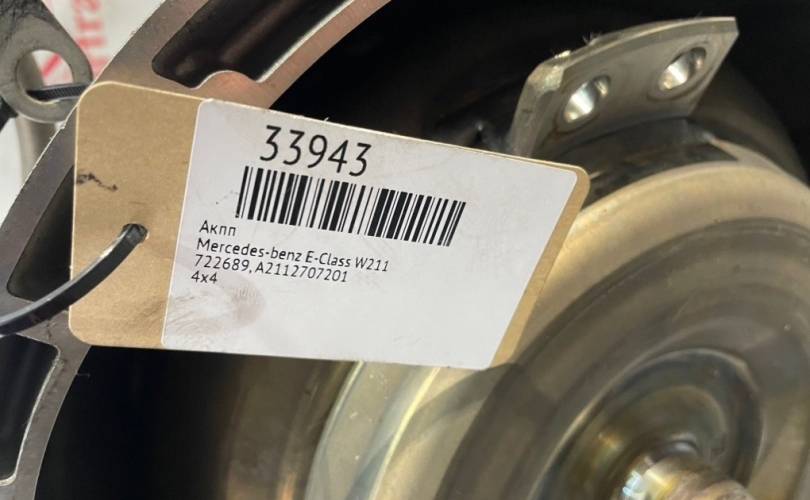 33943
Акпп
Mercedes-benz E-Class W211
722689, A2112707201
4x4